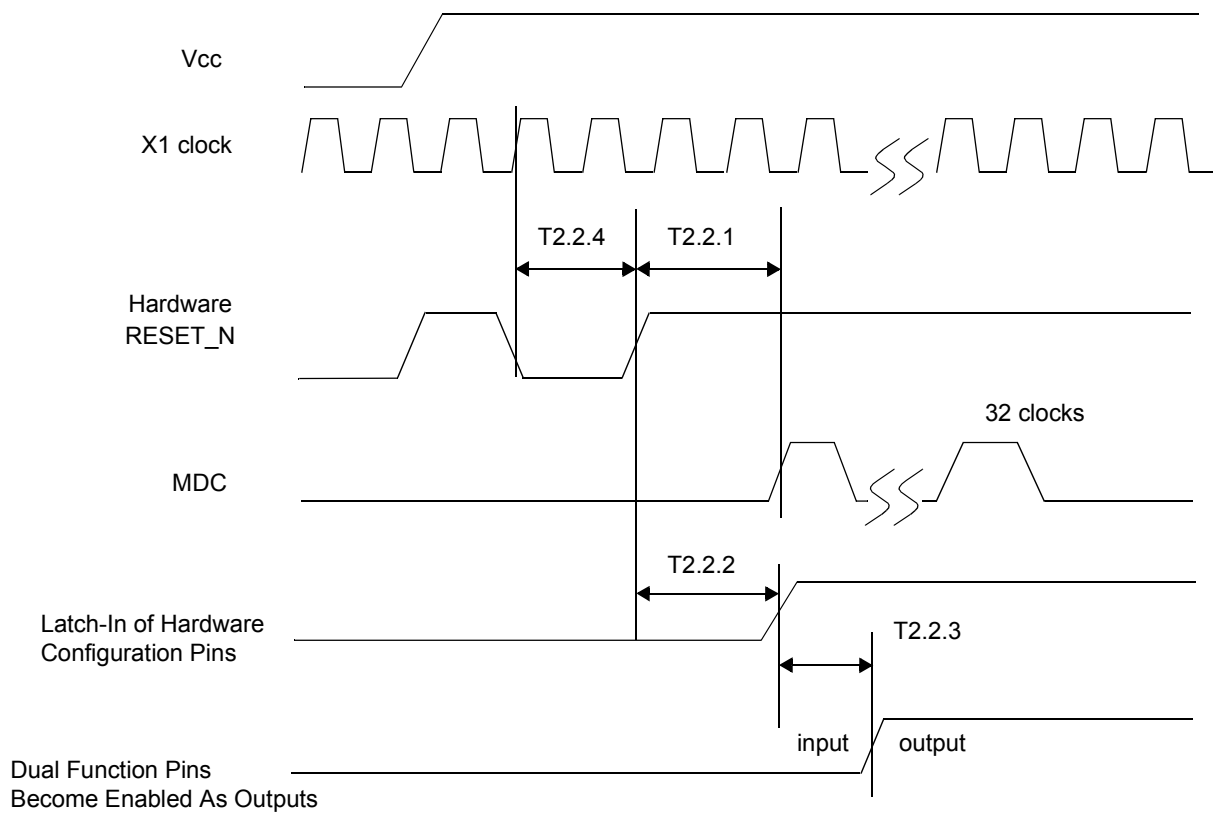 Vcc
X1 clock
T2.2.4
T2.2.1
Hardware
RESET_N
32 clocks
MDC
T2.2.2
Latch-In of Hardware
Configuration Pins
T2.2.3
input
output
Dual Function Pins
Become Enabled As Outputs